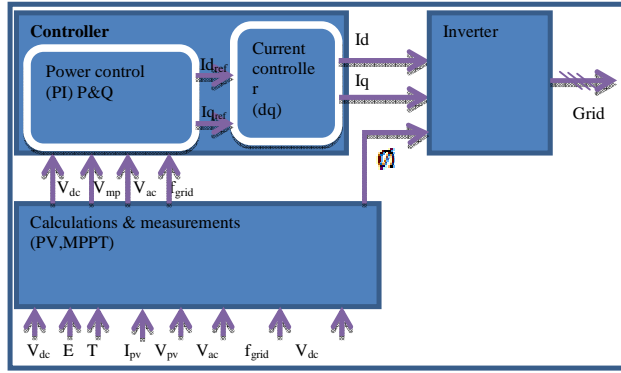 Controller
Power control
(PI) P&Q
Idref
Iqref
Current
controlle
r
(dq)
Id
Iq
Inverter
Grid
Ø
Vdc Vmp Vac fgrid
Calculations & measurements
(PV,MPPT)
Vdc E T Ipv Vpv Vac fgrid Vdc